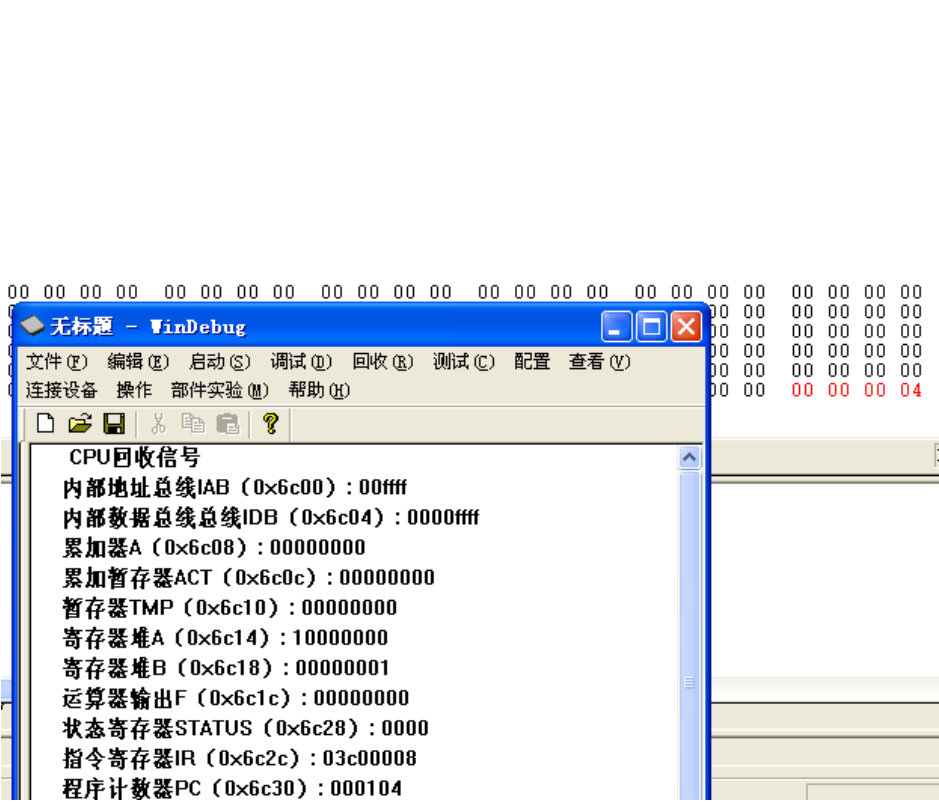 00 00 00 00 00 00 00 00 00 00 00 00 00 00 00 00 00 00 00 00 00 00 00 00
无标题 - WinDebug
00 00 00 00 00 00
00 00 00 00 00 00
文件(F) 编辑(E) 启动(S) 调试(D) 回收(R) 测试(C) 配置 查看(V)
00 00 00 00 00 00
00 00 00 00 00 00
连接设备 操作 部件实验(M) 帮助(H)
00 00 00 00 00 04
CPU回收信号
内部地址总线IAB（0x6c00）: 00ffff
内部数据总线总线IDB（0x6c04）: 0000ffff
累加器A（0x6c08）: 00000000
累加暂存器ACT（0x6c0c）: 00000000
暂存器TMP（0x6c10）: 00000000
寄存器堆A（0x6c14）: 10000000
寄存器堆B（0x6c18）: 00000001
运算器输出F（0x6c1c）: 00000000
状态寄存器STATUS（0x6c28）: 0000
指令寄存器IR（0x6c2c）: 03c00008
程序计数器PC（0x6c30）: 000104